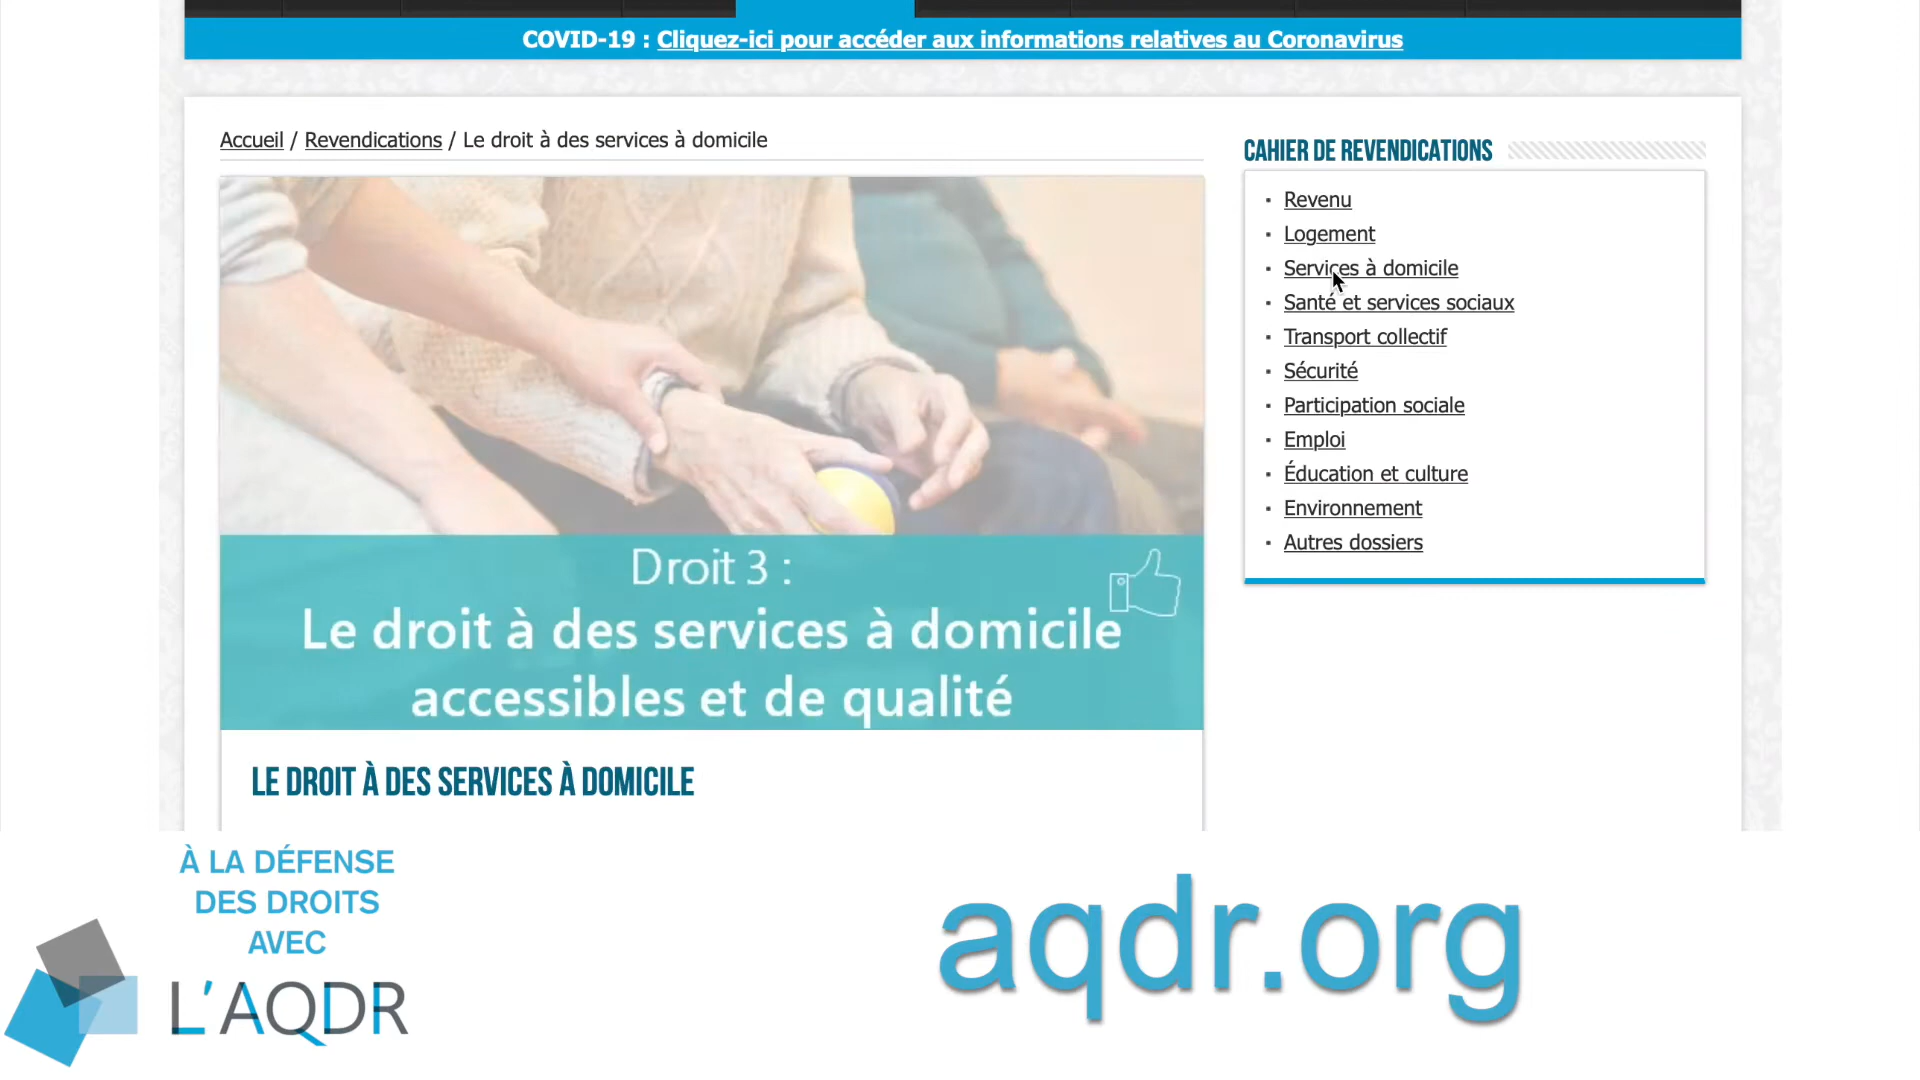 COVID-19 : Cliquez-ici pour accéder aux informations relatives au Coronavirus
Accueil / Revendications / Le droit à des services à domicile
Droit 3 :
Le droit à des services à domicile
accessibles et de qualité
LE DROIT À DES SERVICES À DOMICILE
CAHIER DE REVENDICATIONS
Revenu
Logement
Services à domicile
Santé et services sociaux
Transport collectif
Sécurité
Participation sociale
Emploi
Éducation et culture
Environnement
Autres dossiers
À LA DÉFENSE
DES DROITS
AVEC
L'AQDR
aqdr.org